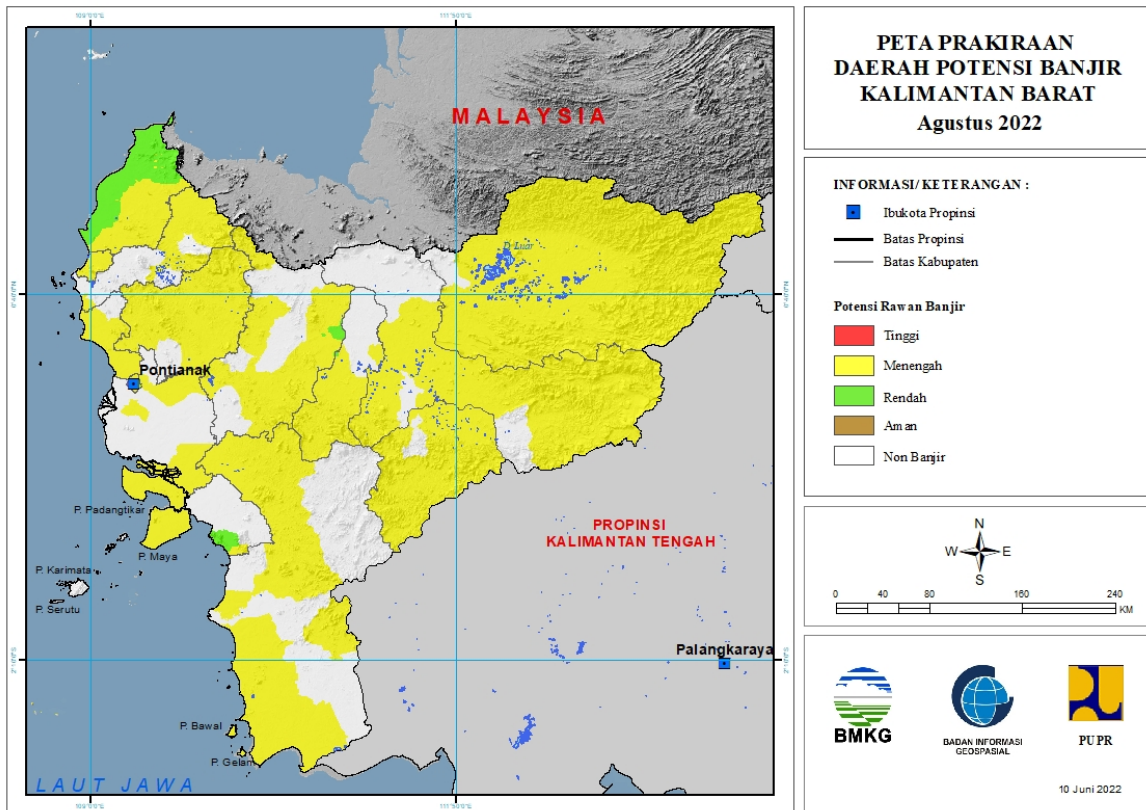 PETA PRAKIRAAN
DAERAH POTENSI BANJIR
KALIMANTAN BARAT
Agustus 2022
INFORMASI/ KETERANGAN :
Ibukota Propinsi
Batas Propinsi
Batas Kabupaten
Potensi Rawan Banjir
Tinggi
Menengah
Rendah
Aman
Non Banjir
N
W E
S
0 40 80 160 240
KM
BMKG
BADAN INFORMASI
GEOSPASIAL
PUPR
10 Juni 2022
MALAYSIA
D. Luar
Pontianak
P. Padangtikar
P. Maya
P. Karimata
P. Serutu
PROPINSI
KALIMANTAN TENGAH
Palangkaraya
P. Bawal
P. Gelam
LAUT JAWA